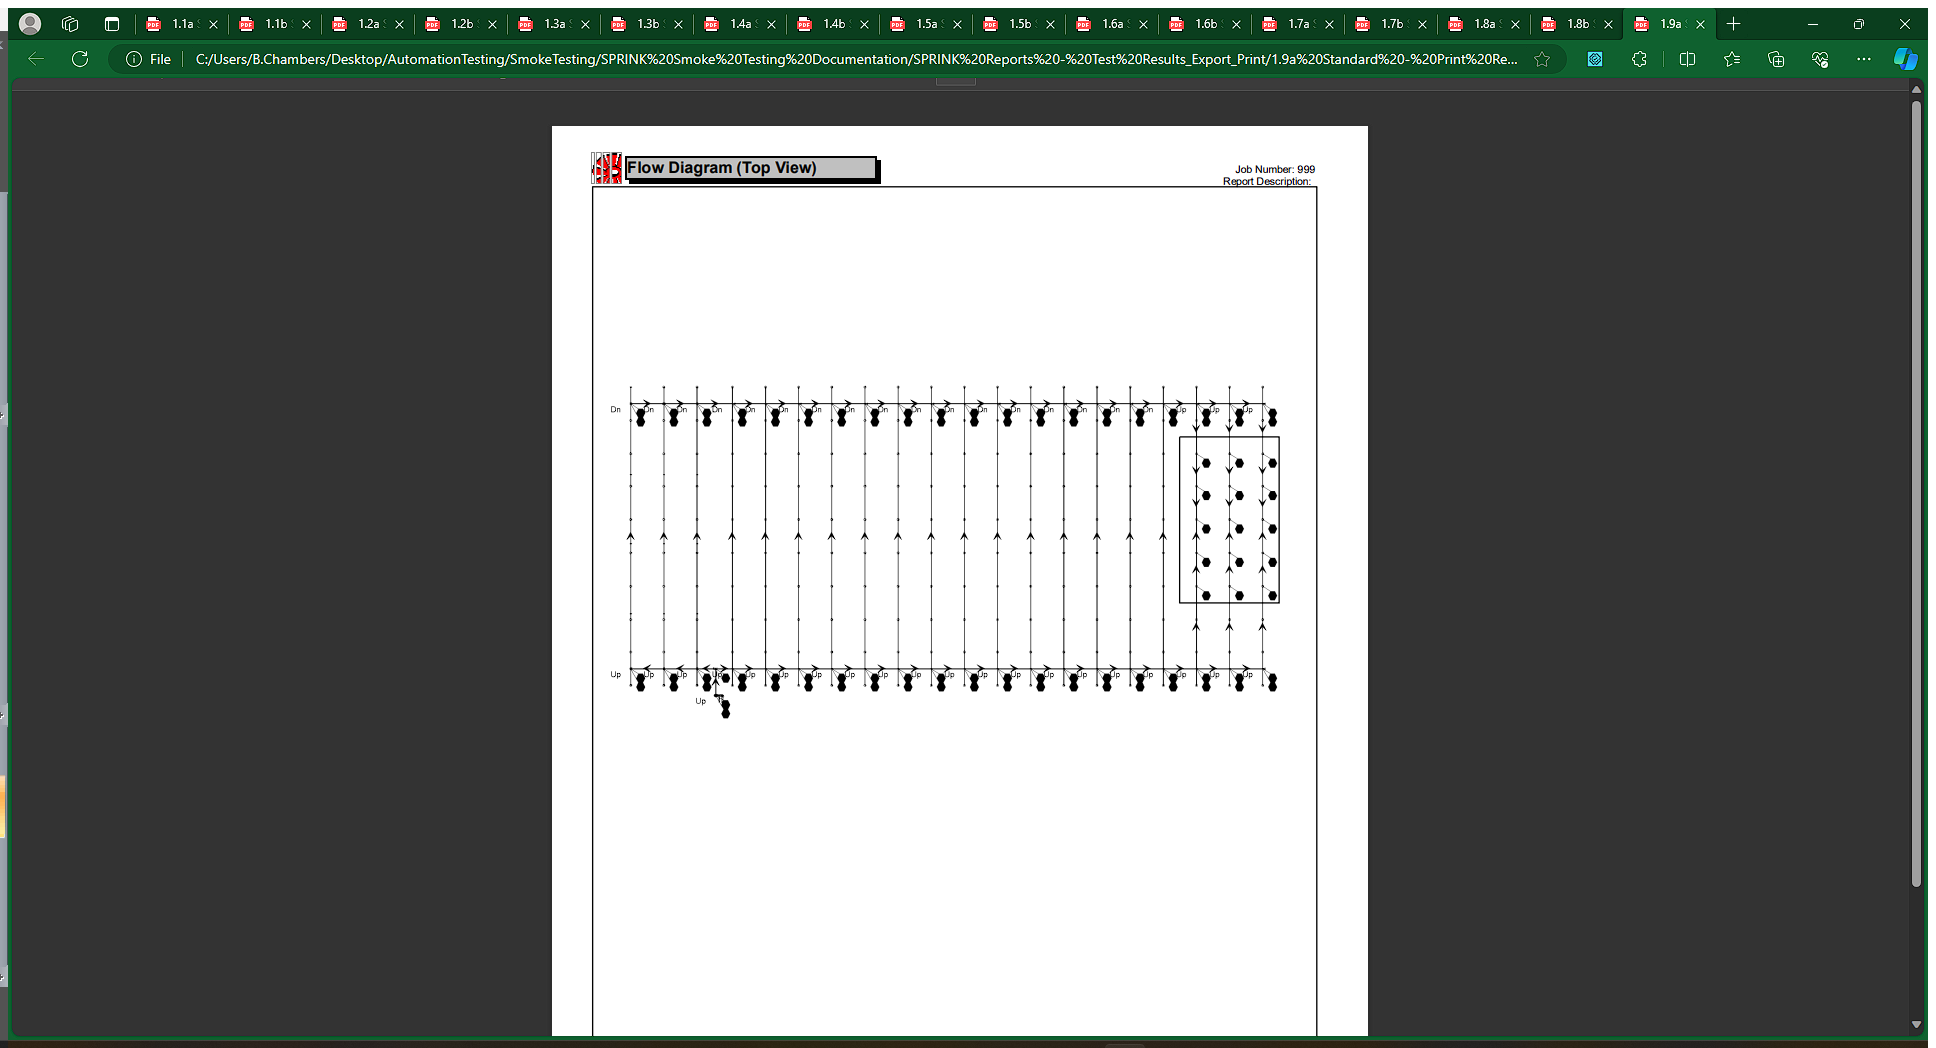 1.1a 1.1b 1.2a 1.2b 1.3a 1.3b 1.4a 1.4b 1.5a 1.5b 1.6a 1.6b 1.7a 1.7b 1.8a 1.8b 1.9a
File C:/Users/B.Chambers/Desktop/AutomationTesting/SmokeTesting/SPRINK%20Smoke%20Testing%20Documentation/SPRINK%20Reports%20-%20Test%20Results_Export_Print/1.9a%20Standard%20-%20Print%20Re...
Flow Diagram (Top View)
Job Number: 999
Report Description:
Dn Dn Dn Dn Dn Dn Dn Dn Dn Dn Dn Dn Dn Dn Dn Dn Dn Up Up Up
Up Up Up Up Up Up Up Up Up Up Up Up Up Up Up Up Up Up Up Up
Up